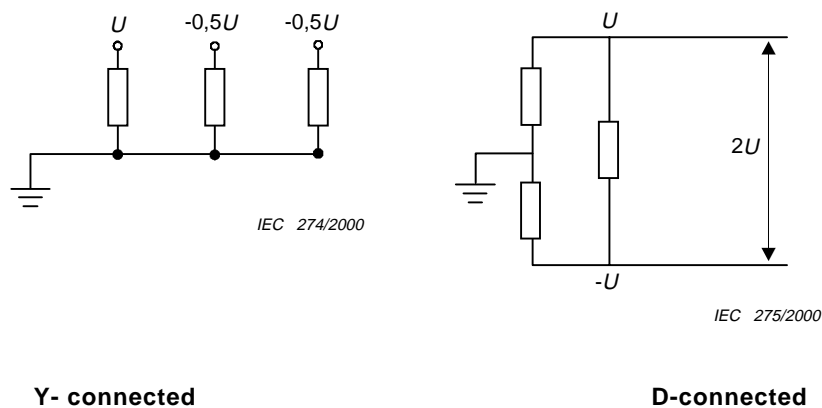 U -0,5U -0,5U
IEC 274/2000
Y- connected
U
2U
-U
IEC 275/2000
D-connected